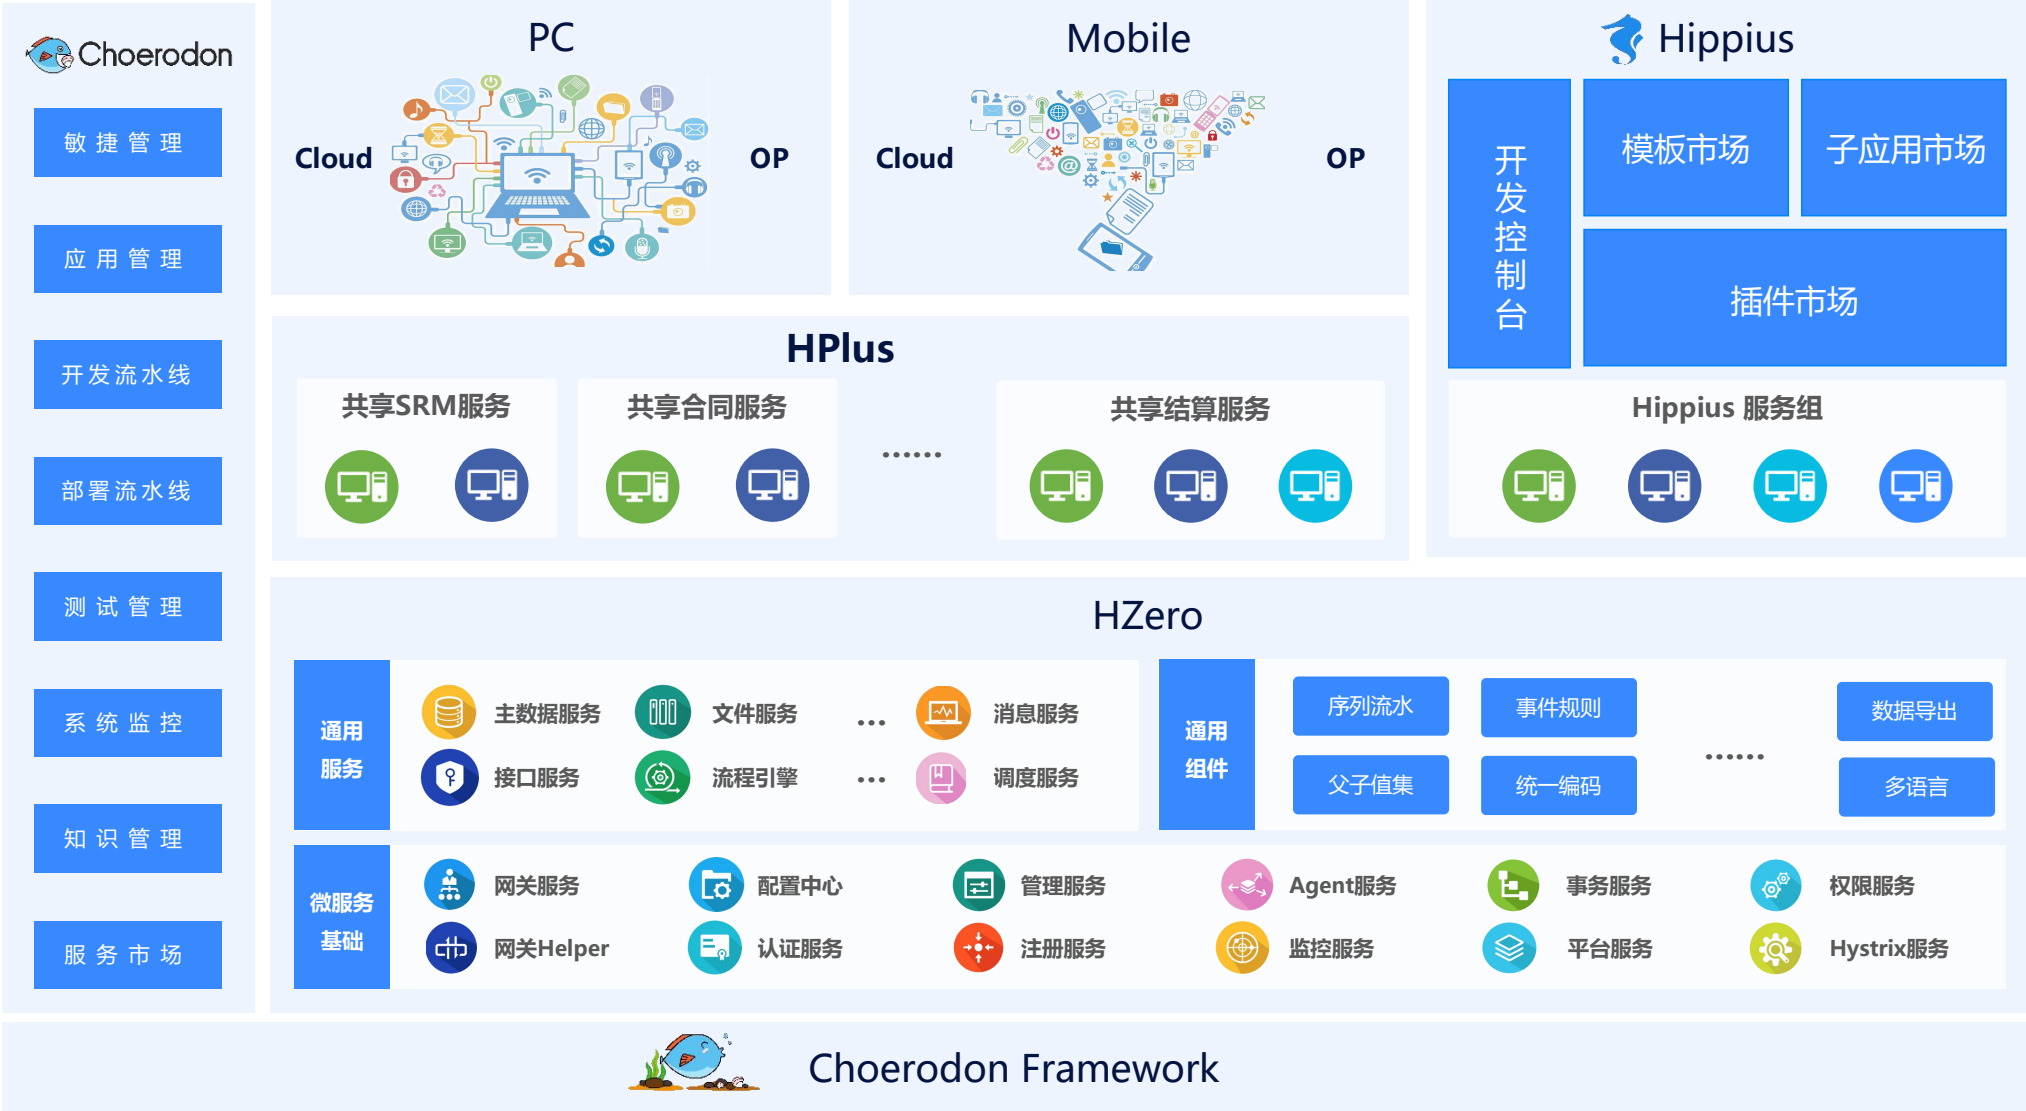 Choerodon
敏捷管理
应用管理
开发流水线
部署流水线
测试管理
系统监控
知识管理
服务市场
PC
Cloud
OP
Mobile
Cloud
OP
Hippius
开发控制台
模板市场
子应用市场
插件市场
Hippius 服务组
HPlus
共享SRM服务
共享合同服务
......
共享结算服务
HZero
通用
服务
主数据服务
文件服务
...
消息服务
接口服务
流程引擎
...
调度服务
通用
组件
序列流水
事件规则
数据导出
......
父子值集
统一编码
多语言
微服务
基础
网关服务
配置中心
管理服务
Agent服务
事务服务
权限服务
网关Helper
认证服务
注册服务
监控服务
平台服务
Hystrix服务
Choerodon Framework